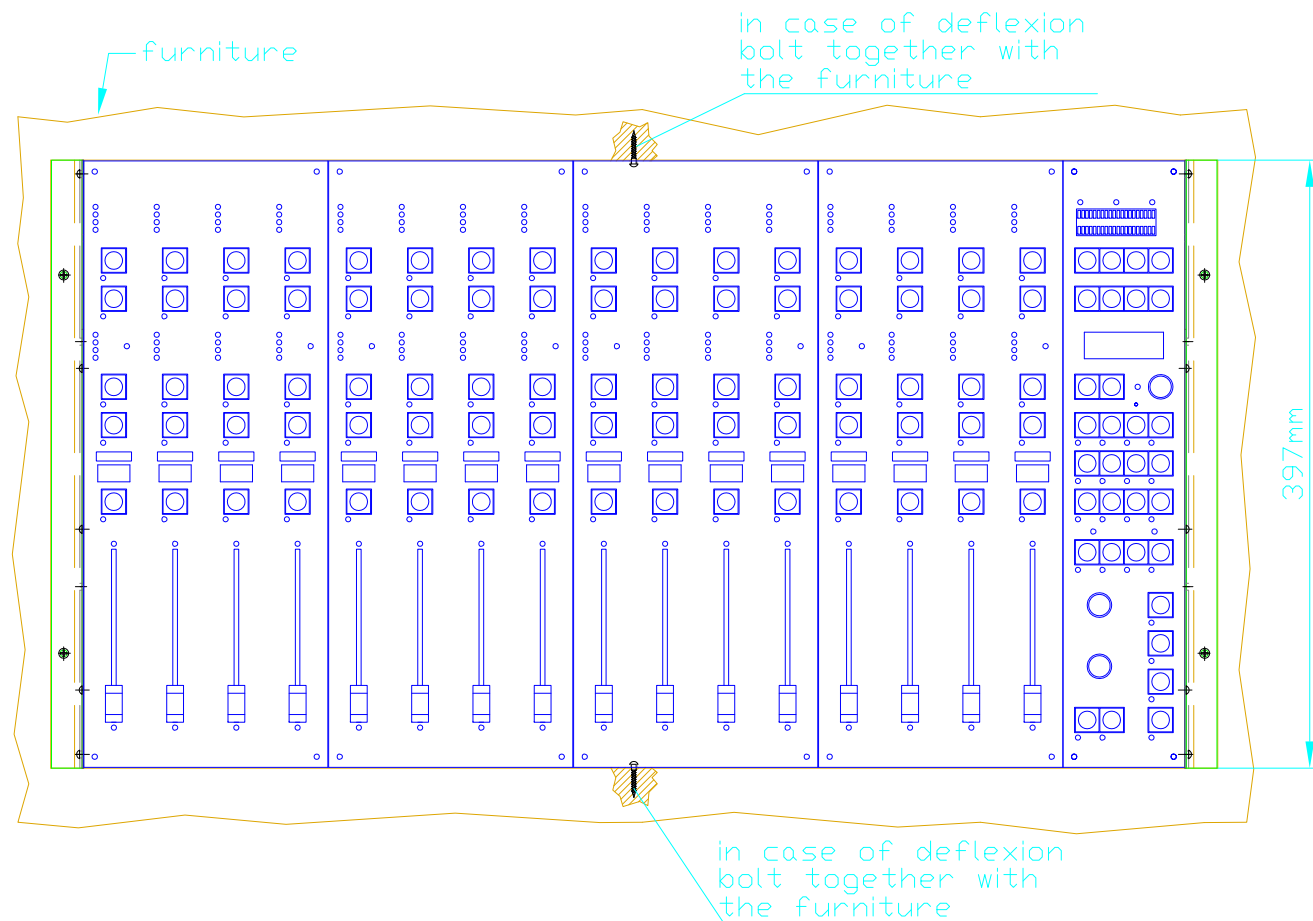 in case of deflexion
bolt together with
the furniture
furniture
397mm
in case of deflexion
bolt together with
the furniture